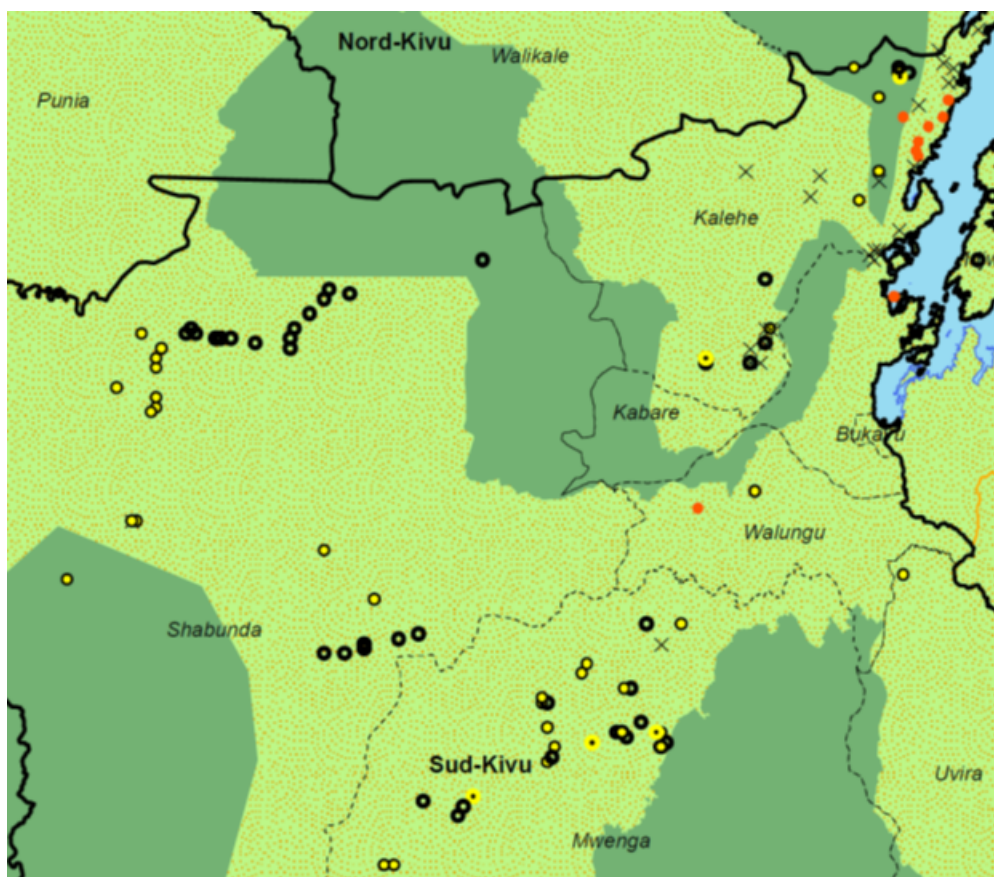 Nord-Kivu
Walikale
Punia
Kalehe
Kabare
Bukavu
Walungu
Shabunda
Sud-Kivu
Uvira
Mwenga